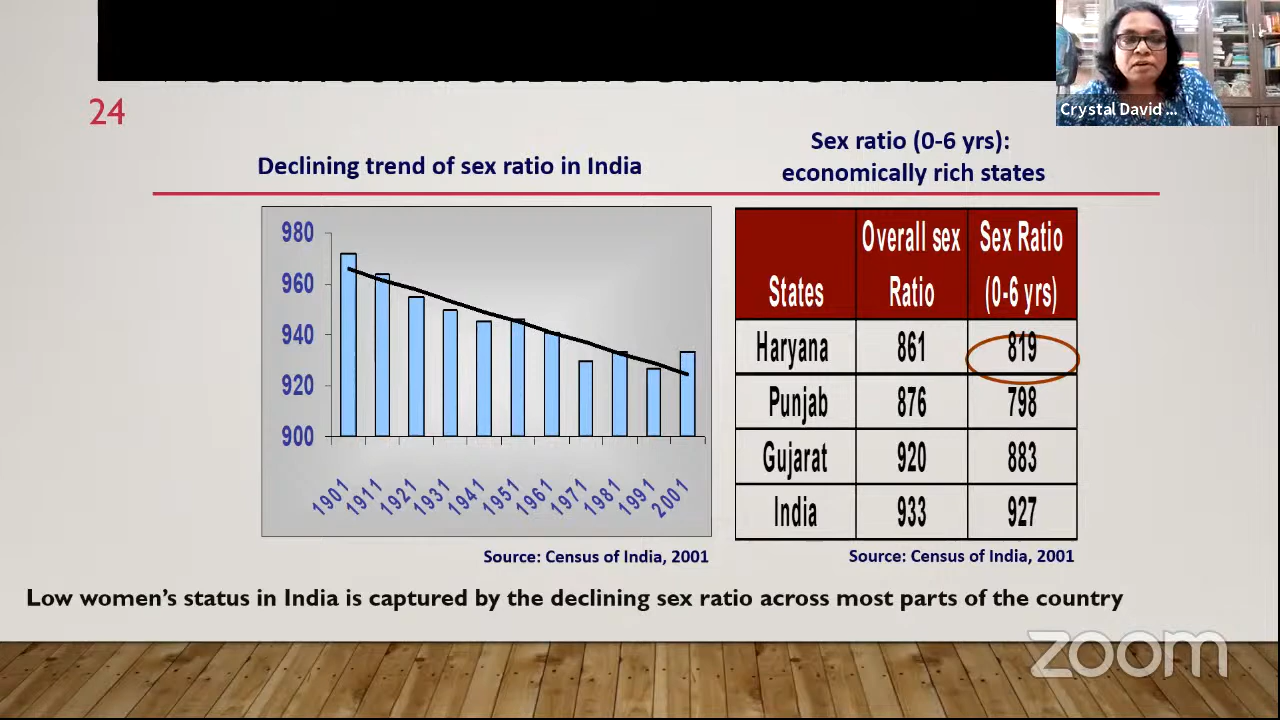 Crystal David ...
24
Declining trend of sex ratio in India
Sex ratio (0-6 yrs):
economically rich states
980
960
940
920
900
1901 1911 1921 1931 1941 1951 1961 1971 1981 1991 2001
Source: Census of India, 2001
States Overall sex Ratio Sex Ratio (0-6 yrs)
Haryana 861 819
Punjab 876 798
Gujarat 920 883
India 933 927
Source: Census of India, 2001
Low women's status in India is captured by the declining sex ratio across most parts of the country
zoom